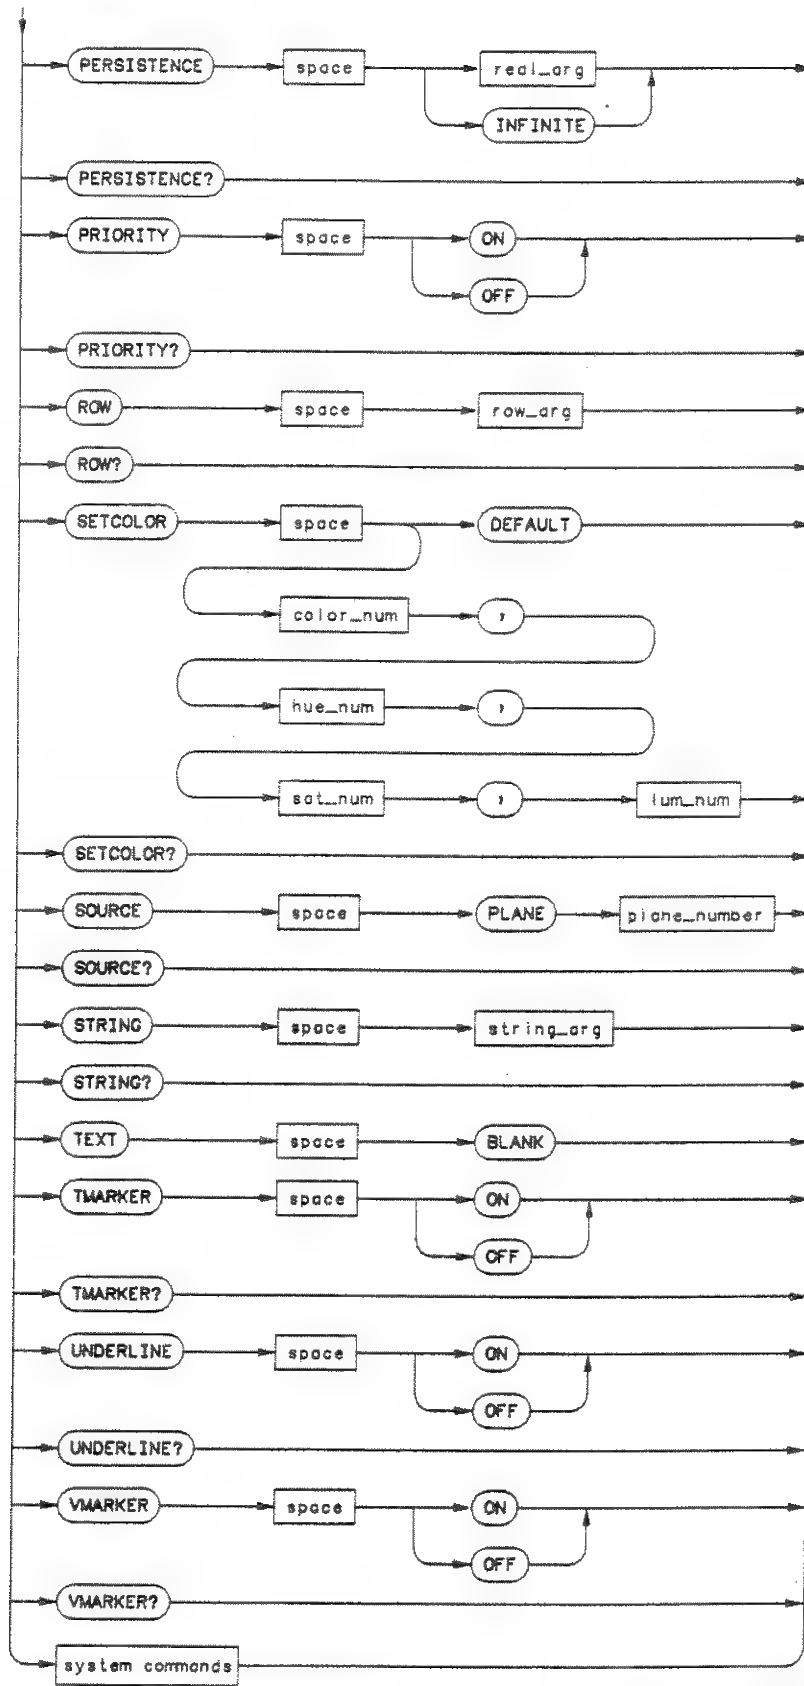 PERSISTENCE space real_arg
INFINITE
PERSISTENCE?
PRIORITY space ON
OFF
PRIORITY?
ROW space row_arg
ROW?
SETCOLOR space DEFAULT
color_num ,
hue_num ,
sat_num , lum_num
SETCOLOR?
SOURCE space PLANE plane_number
SOURCE?
STRING space string_arg
STRING?
TEXT space BLANK
TMARKER space ON
OFF
TMARKER?
UNDERLINE space ON
OFF
UNDERLINE?
VMARKER space ON
OFF
VMARKER?
system commands